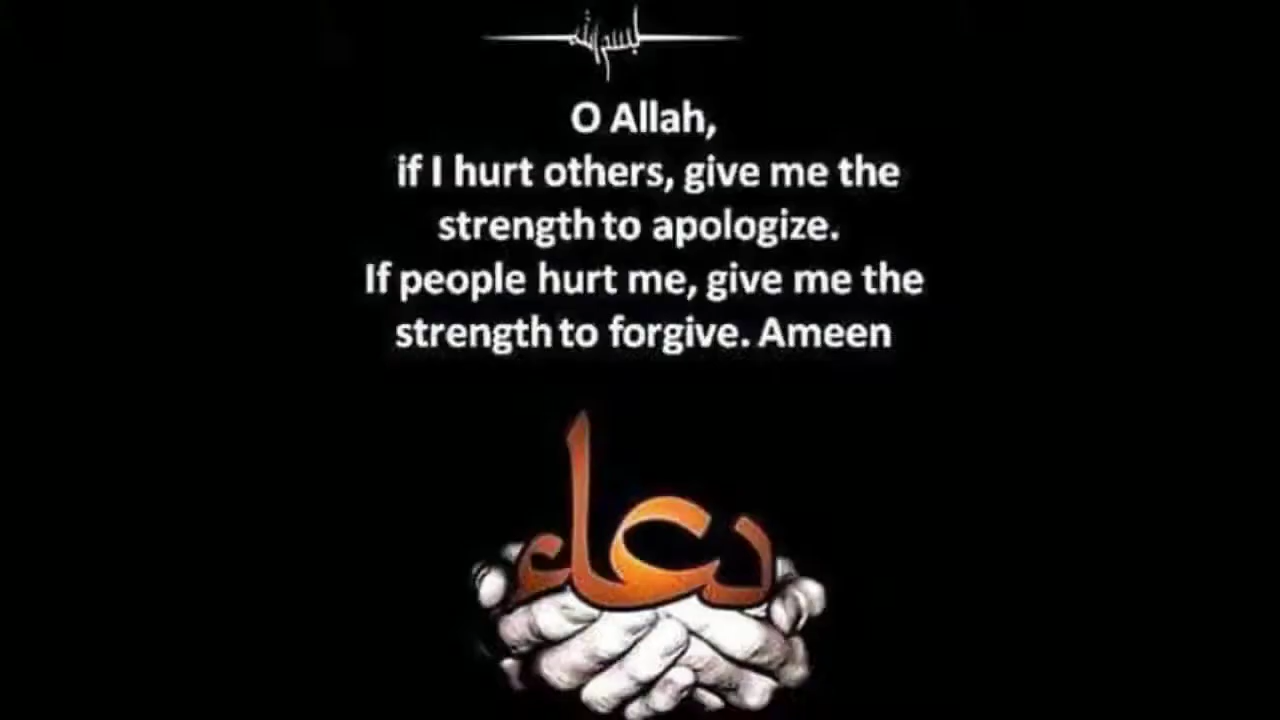 بسم الله
O Allah,
if I hurt others, give me the
strength to apologize.
If people hurt me, give me the
strength to forgive. Ameen
دعاء